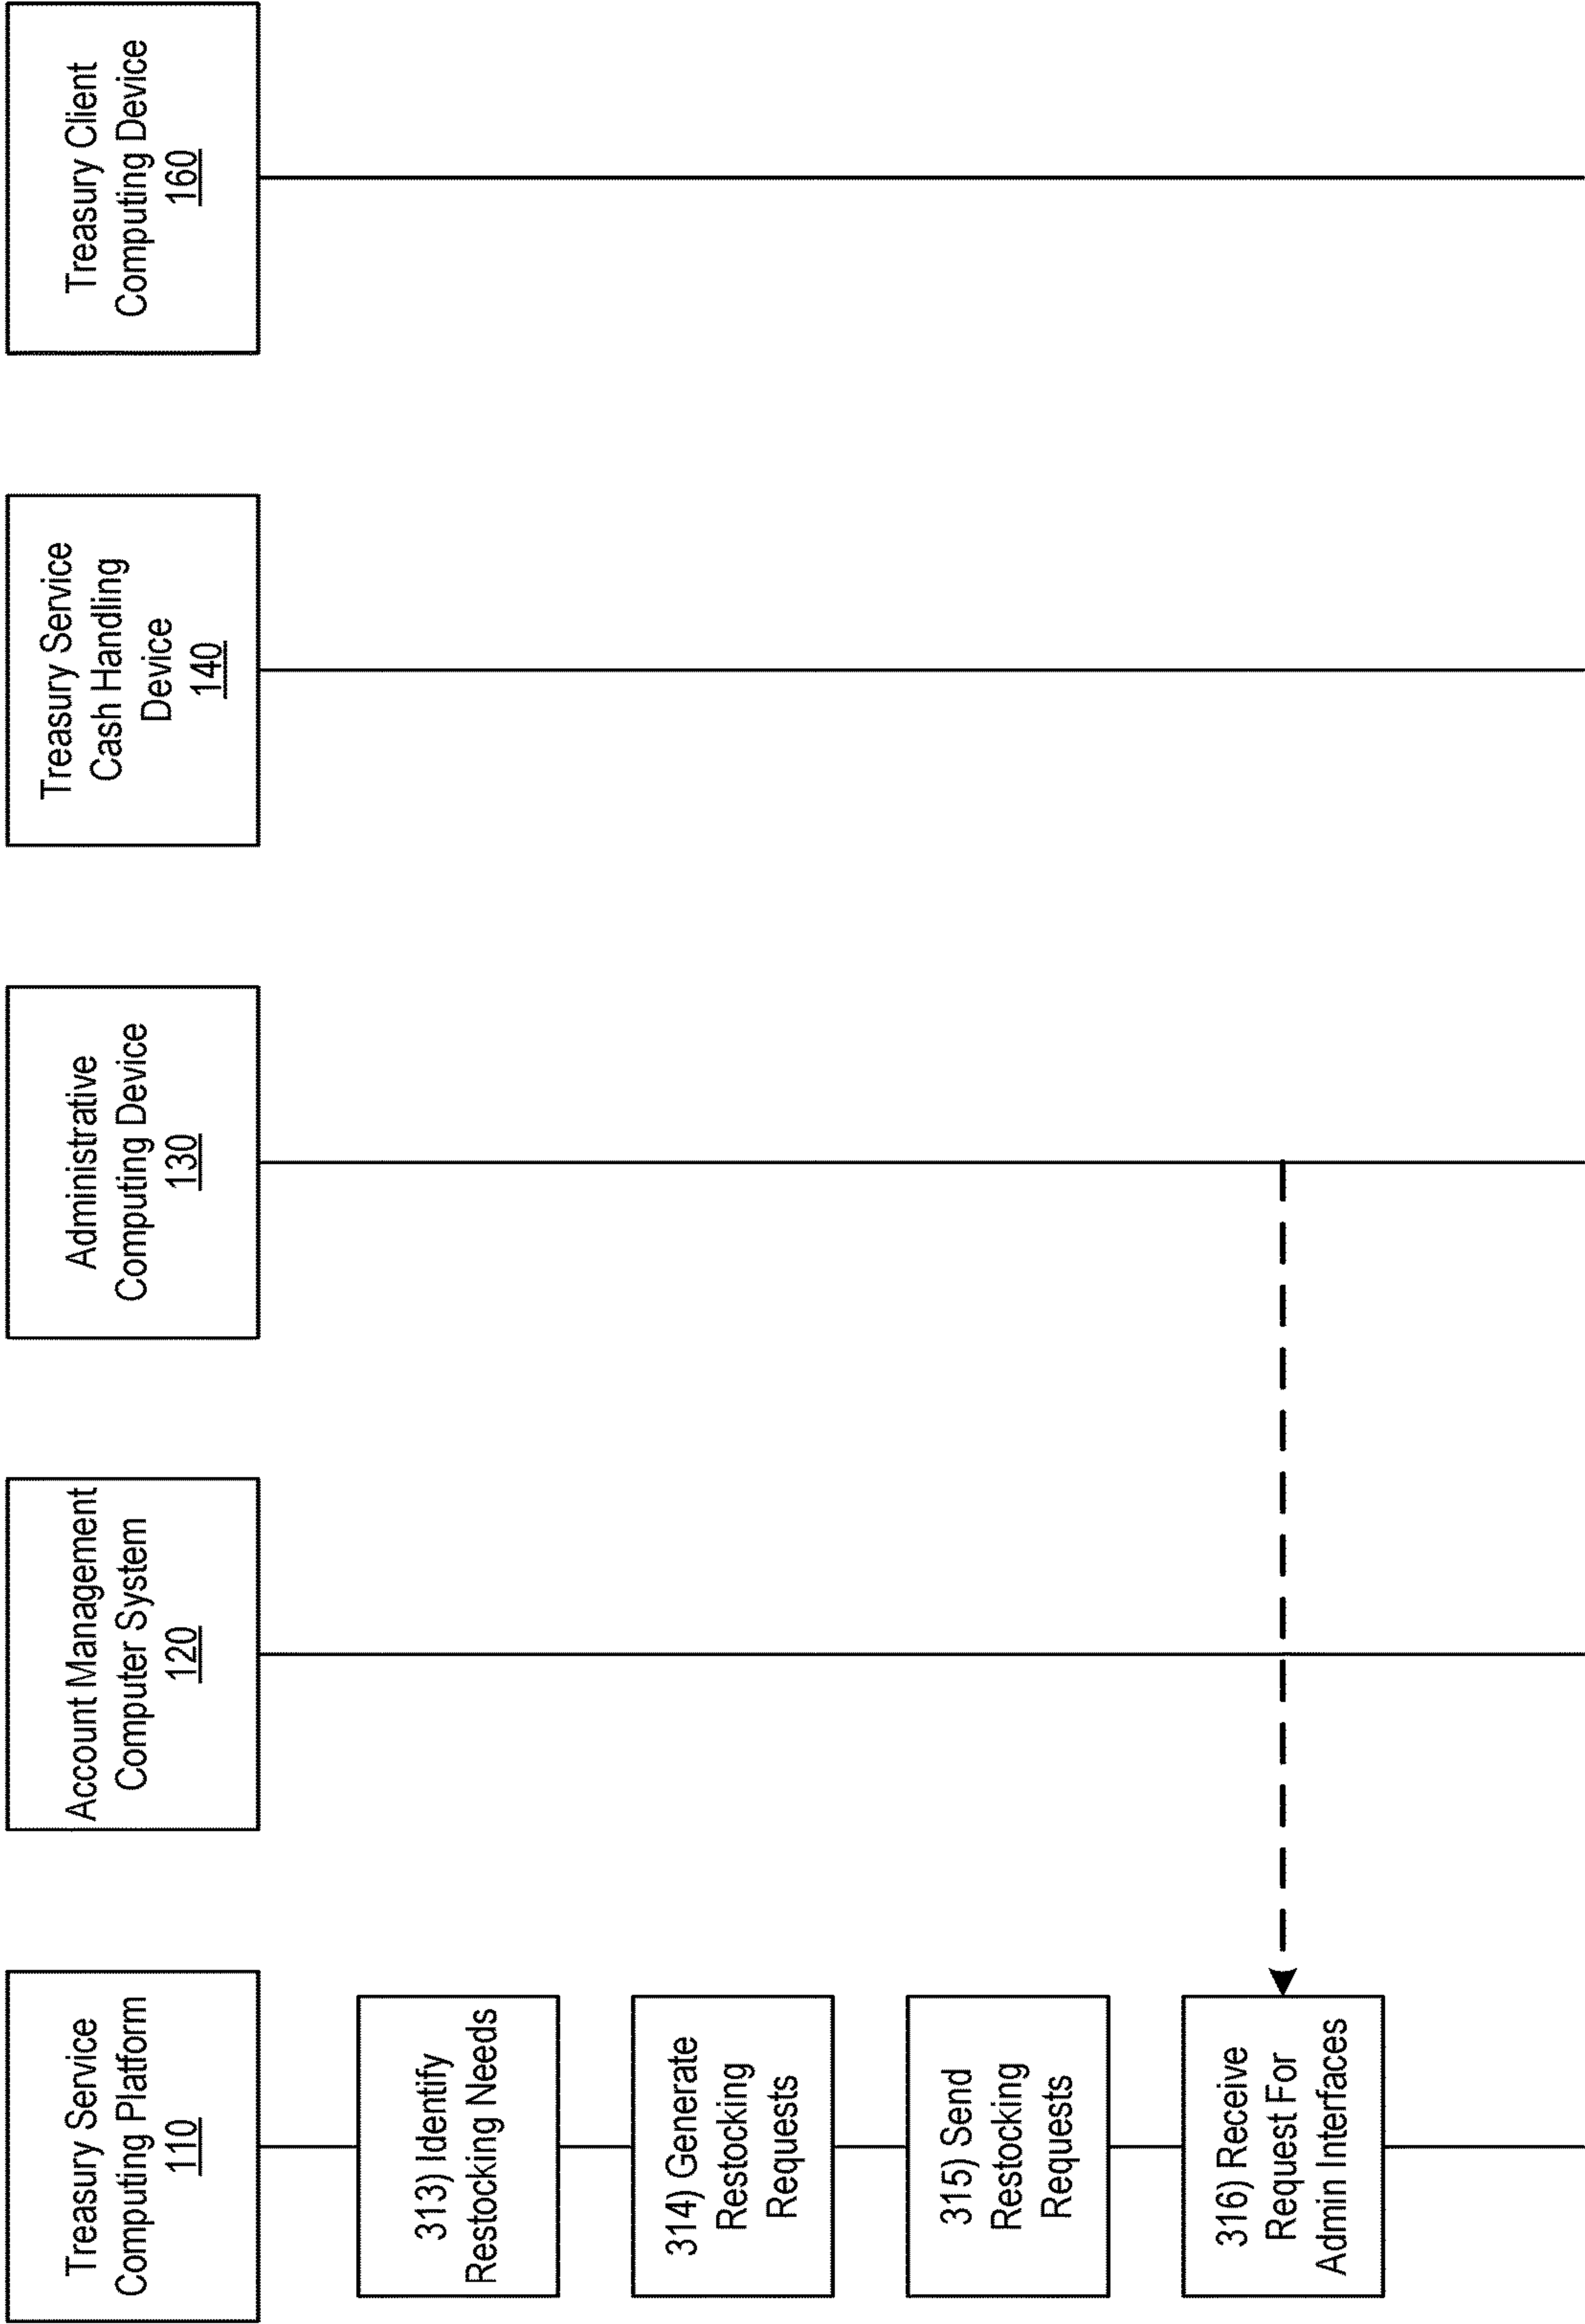 Treasury Service
Computing Platform
110
Account Management
Computer System
120
Administrative
Computing Device
130
Treasury Service
Cash Handling
Device
140
Treasury Client
Computing Device
160
313) Identify
Restocking Needs
314) Generate
Restocking
Requests
315) Send
Restocking
Requests
316) Receive
Request For
Admin Interfaces